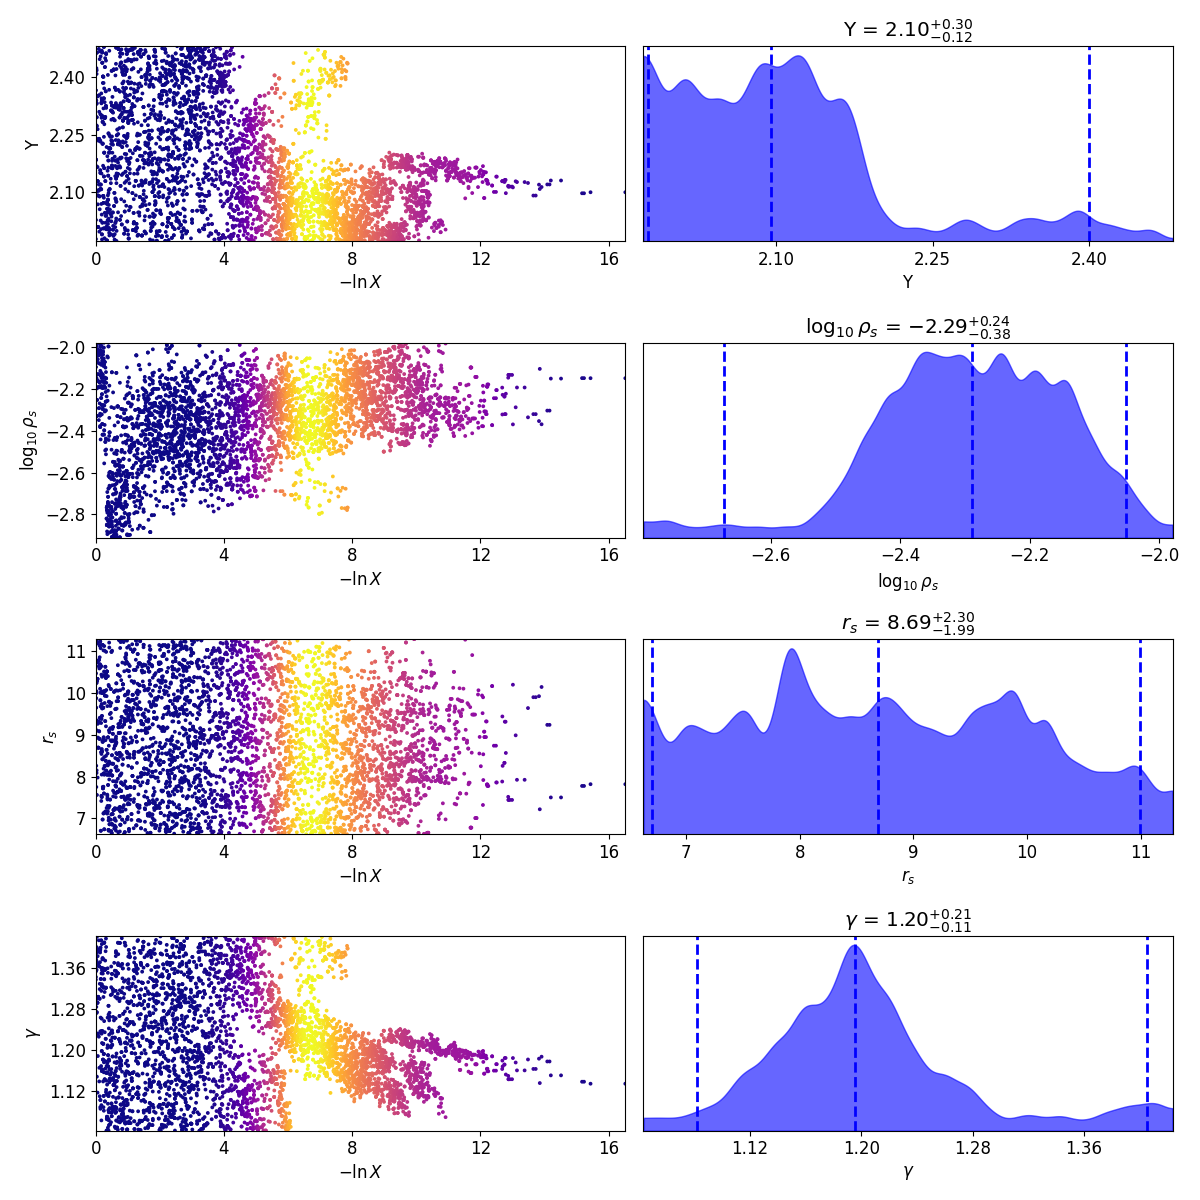 Y = 2.10+0.30−0.12
2.40
2.25
2.10
Y
0 4 8 12 16
−ln X
2.10 2.25 2.40
Y
log10 ρs = −2.29+0.24−0.38
−2.0
−2.2
−2.4
−2.6
−2.8
log10 ρs
0 4 8 12 16
−ln X
−2.6 −2.4 −2.2 −2.0
log10 ρs
rs = 8.69+2.30−1.99
11
10
9
8
7
rs
0 4 8 12 16
−ln X
7 8 9 10 11
rs
γ = 1.20+0.21−0.11
1.36
1.28
1.20
1.12
γ
0 4 8 12 16
−ln X
1.12 1.20 1.28 1.36
γ